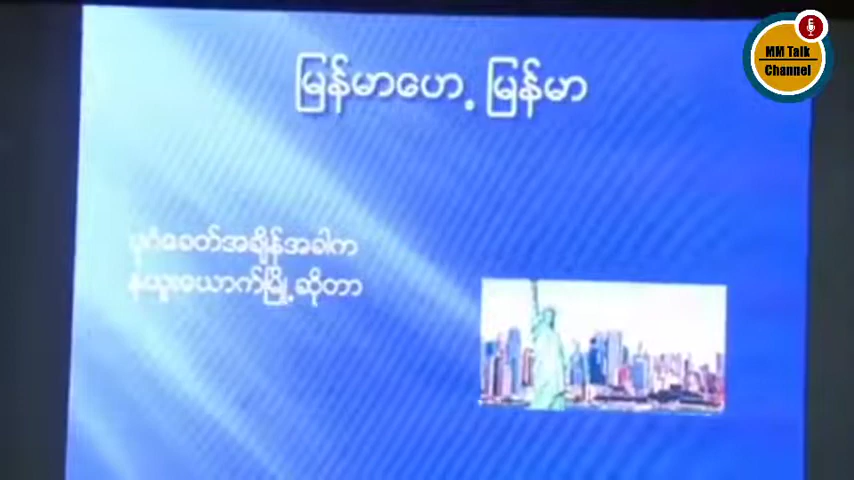 MM Talk
Channel
မြန်မာဟေ့ မြန်မာ
ပုဂံခေတ်အချိန်အခါက
နယူးယောက်မြို့ဆိုတာ